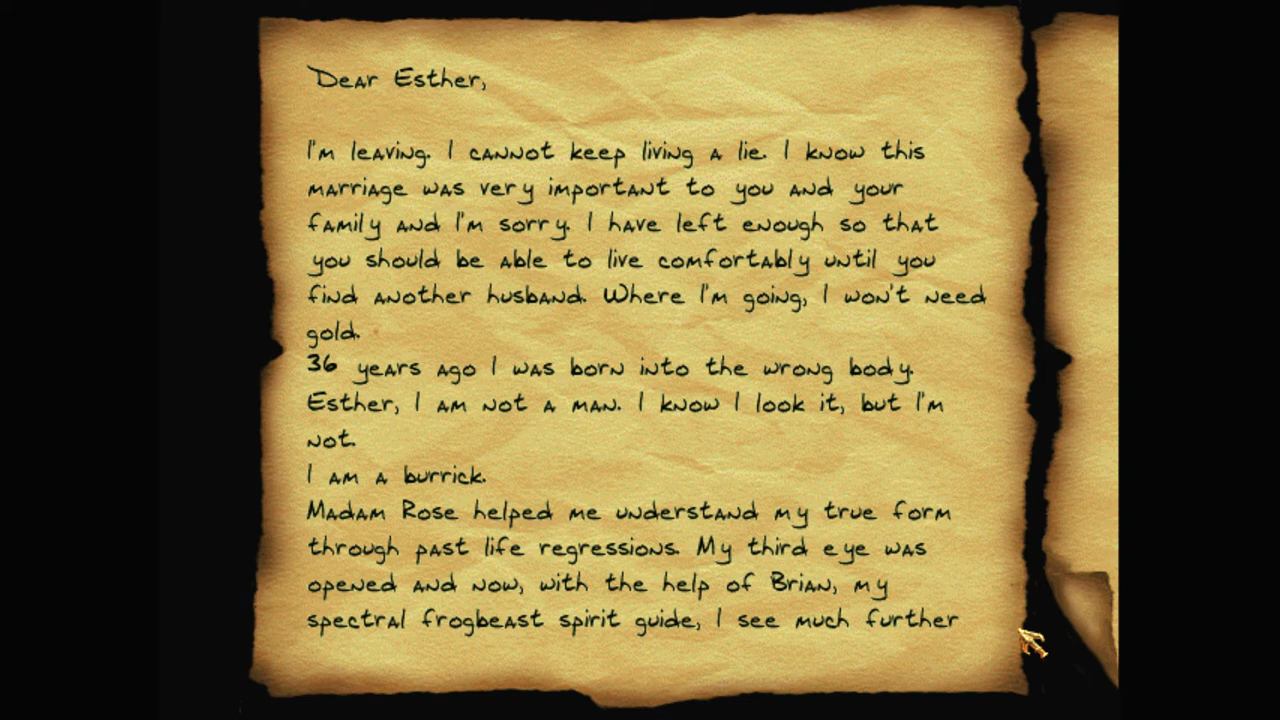 Dear Esther,
I'm leaving. I cannot keep living a lie. I know this
marriage was very important to you and your
family and I'm sorry. I have left enough so that
you should be able to live comfortably until you
find another husband. Where I'm going, I won't need
gold.
36 years ago I was born into the wrong body.
Esther, I am not a man. I know I look it, but I'm
not.
I am a burrick.
Madam Rose helped me understand my true form
through past life regressions. My third eye was
opened and now, with the help of Brian, my
spectral frogbeast spirit guide, I see much further